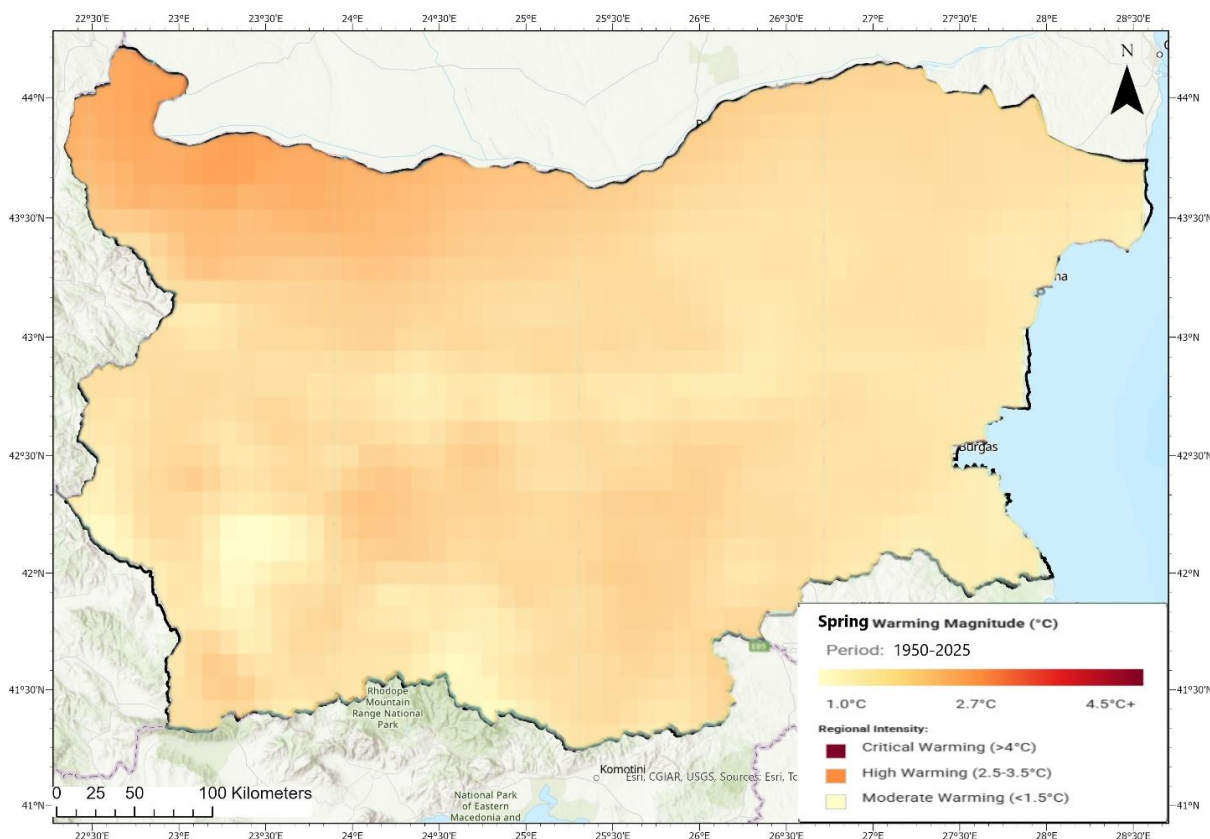 22°30'E 23°E 23°30'E 24°E 24°30'E 25°E 25°30'E 26°E 26°30'E 27°E 27°30'E 28°E 28°30'E
N
44°N 44°N
43°30'N 43°30'N
na
43°N 43°N
42°30'N Burgas 42°30'N
42°N 42°N
Spring Warming Magnitude (°C)
E85
Period: 1950-2025
41°30'N 41°30'N
Rhodope
Mountain
Range National
Park
1.0°C 2.7°C 4.5°C+
Regional Intensity:
Critical Warming (>4°C)
High Warming (2.5-3.5°C)
Moderate Warming (<1.5°C)
Komotini
Esri, CGIAR, USGS, Sources: Esri, Tc
0 25 50 100 Kilometers
National Park
of Eastern
Macedonia and
41°N 41°N
22°30'E 23°E 23°30'E 24°E 24°30'E 25°E 25°30'E 26°E 26°30'E 27°E 27°30'E 28°E 28°30'E